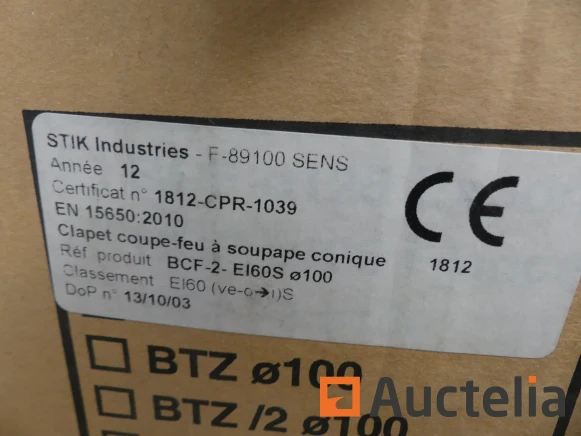 STIK Industries - F-89100 SENS
Année 12
Certificat n° 1812-CPR-1039
EN 15650:2010
Clapet coupe-feu à soupape conique
Réf produit BCF-2- EI60S ø100
Classement EI60 (ve-o→i)S
DoP n° 13/10/03
CE
1812
BTZ ø100
BTZ /2 ø100
Auctelia